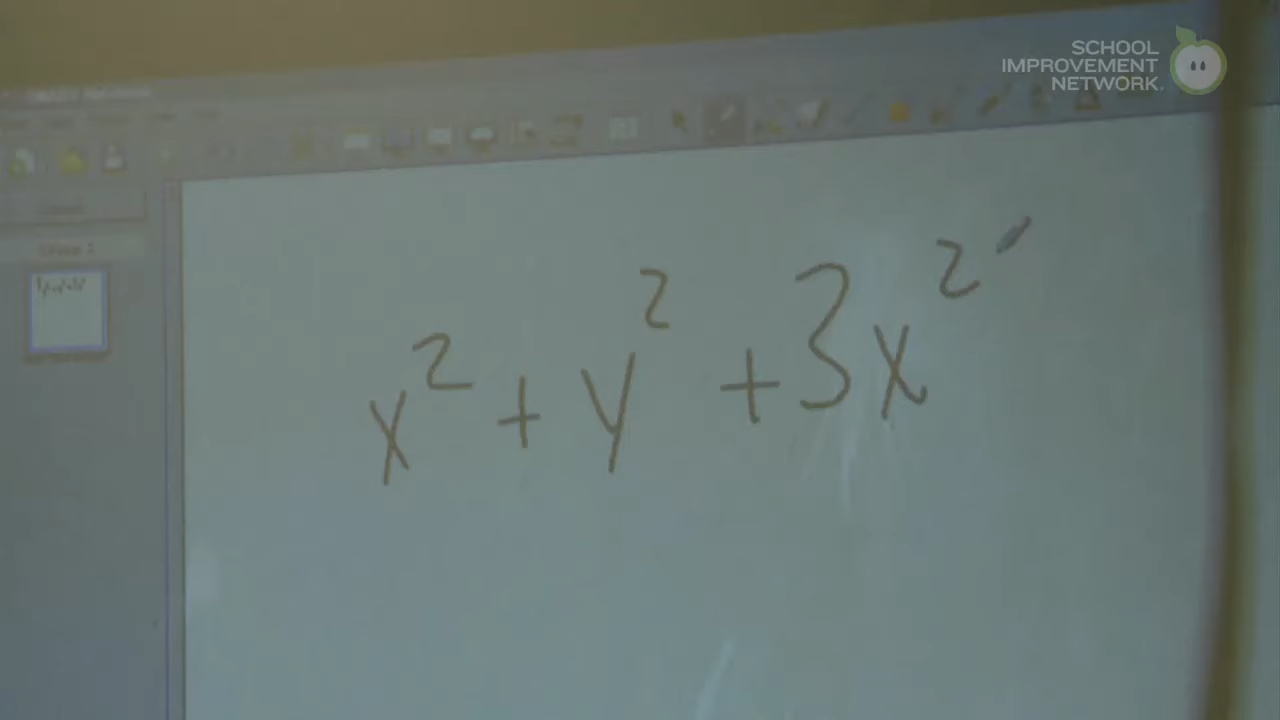 SCHOOL
IMPROVEMENT
NETWORK
x² + y² + 3x²